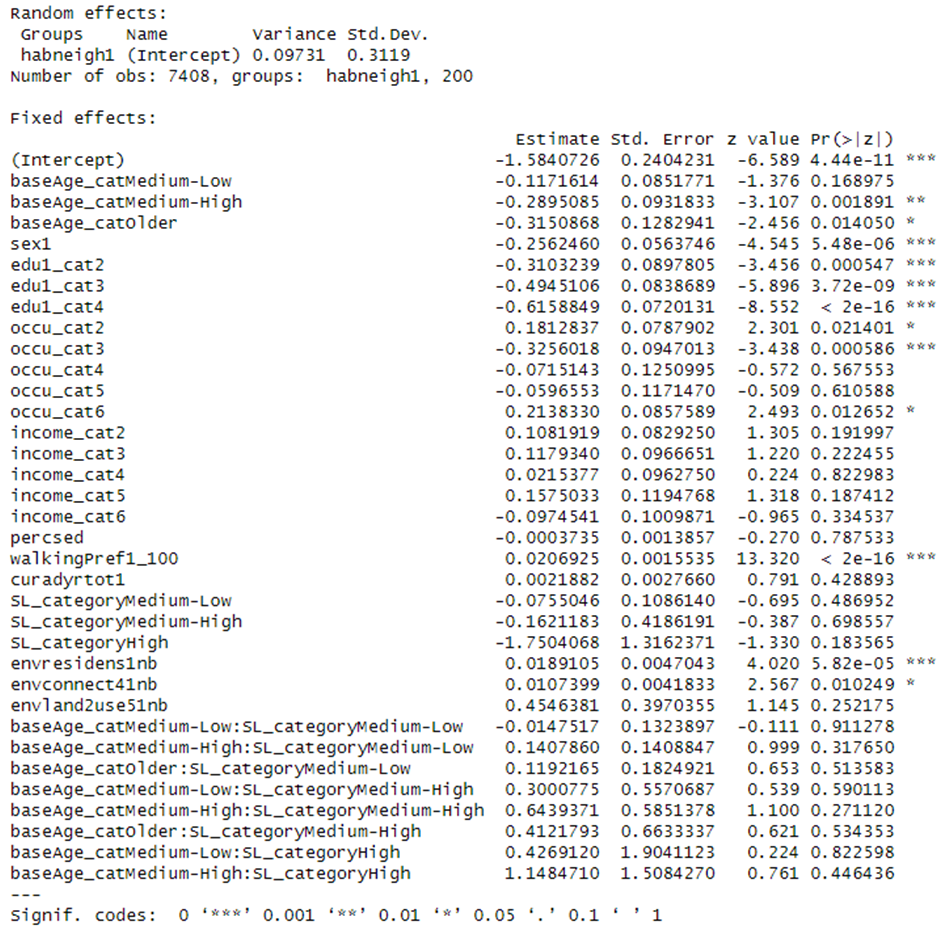 Random effects:
Groups Name Variance Std.Dev.
habneigh1 (Intercept) 0.09731 0.3119
Number of obs: 7408, groups: habneigh1, 200
Fixed effects:
Estimate Std. Error z value Pr(>|z|)
(Intercept) -1.5840726 0.2404231 -6.589 4.44e-11 ***
baseAge_catMedium-Low -0.1171614 0.0851771 -1.376 0.168975
baseAge_catMedium-High -0.2895085 0.0931833 -3.107 0.001891 **
baseAge_catOlder -0.3150868 0.1282941 -2.456 0.014050 *
sex1 -0.2562460 0.0563746 -4.545 5.48e-06 ***
edu1_cat2 -0.3103239 0.0897805 -3.456 0.000547 ***
edu1_cat3 -0.4945106 0.0838689 -5.896 3.72e-09 ***
edu1_cat4 -0.6158849 0.0720131 -8.552 < 2e-16 ***
occu_cat2 0.1812837 0.0787902 2.301 0.021401 *
occu_cat3 -0.3256018 0.0947013 -3.438 0.000586 ***
occu_cat4 -0.0715143 0.1250995 -0.572 0.567553
occu_cat5 -0.0596553 0.1171470 -0.509 0.610588
occu_cat6 0.2138330 0.0857589 2.493 0.012652 *
income_cat2 0.1081919 0.0829250 1.305 0.191997
income_cat3 0.1179340 0.0966651 1.220 0.222455
income_cat4 0.0215377 0.0962750 0.224 0.822983
income_cat5 0.1575033 0.1194768 1.318 0.187412
income_cat6 -0.0974541 0.1009871 -0.965 0.334537
percsed -0.0003735 0.0013857 -0.270 0.787533
walkingPref1_100 0.0206925 0.0015535 13.320 < 2e-16 ***
curadyrtot1 0.0021882 0.0027660 0.791 0.428893
SL_categoryMedium-Low -0.0755046 0.1086140 -0.695 0.486952
SL_categoryMedium-High -0.1621183 0.4186191 -0.387 0.698557
SL_categoryHigh -1.7504068 1.3162371 -1.330 0.183565
envresidens1nb 0.0189105 0.0047043 4.020 5.82e-05 ***
envconnect41nb 0.0107399 0.0041833 2.567 0.010249 *
envland2use51nb 0.4546381 0.3970355 1.145 0.252175
baseAge_catMedium-Low:SL_categoryMedium-Low -0.0147517 0.1323897 -0.111 0.911278
baseAge_catMedium-High:SL_categoryMedium-Low 0.1407860 0.1408847 0.999 0.317650
baseAge_catOlder:SL_categoryMedium-Low 0.1192165 0.1824921 0.653 0.513583
baseAge_catMedium-Low:SL_categoryMedium-High 0.3000775 0.5570687 0.539 0.590113
baseAge_catMedium-High:SL_categoryMedium-High 0.6439371 0.5851378 1.100 0.271120
baseAge_catOlder:SL_categoryMedium-High 0.4121793 0.6633337 0.621 0.534353
baseAge_catMedium-Low:SL_categoryHigh 0.4269120 1.9041123 0.224 0.822598
baseAge_catMedium-High:SL_categoryHigh 1.1484710 1.5084270 0.761 0.446436
---
Signif. codes: 0 ‘***’ 0.001 ‘**’ 0.01 ‘*’ 0.05 ‘.’ 0.1 ‘ ’ 1